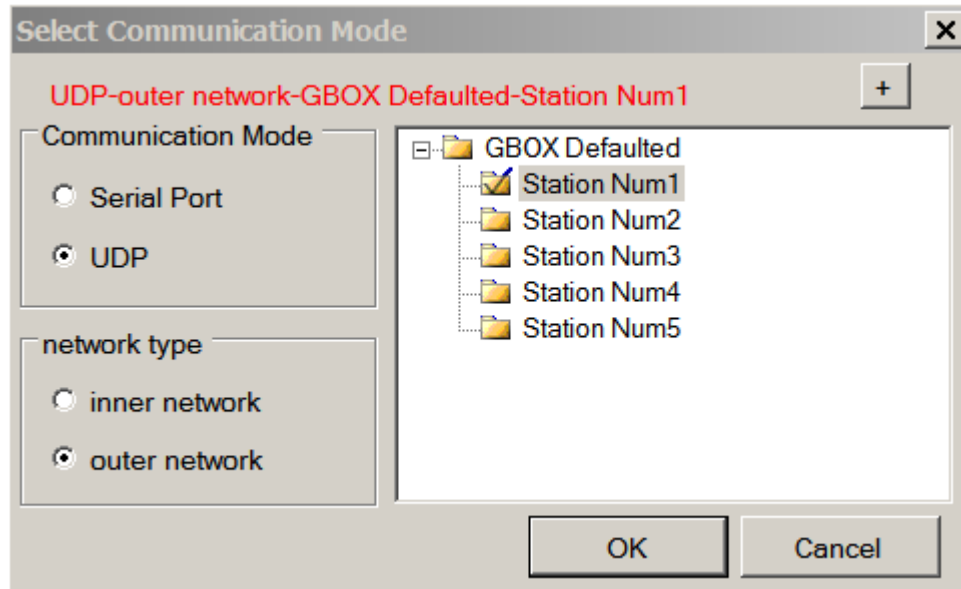 Select Communication Mode
UDP-outer network-GBOX Defaulted-Station Num1
+
Communication Mode
Serial Port
UDP
network type
inner network
outer network
GBOX Defaulted
Station Num1
Station Num2
Station Num3
Station Num4
Station Num5
OK
Cancel